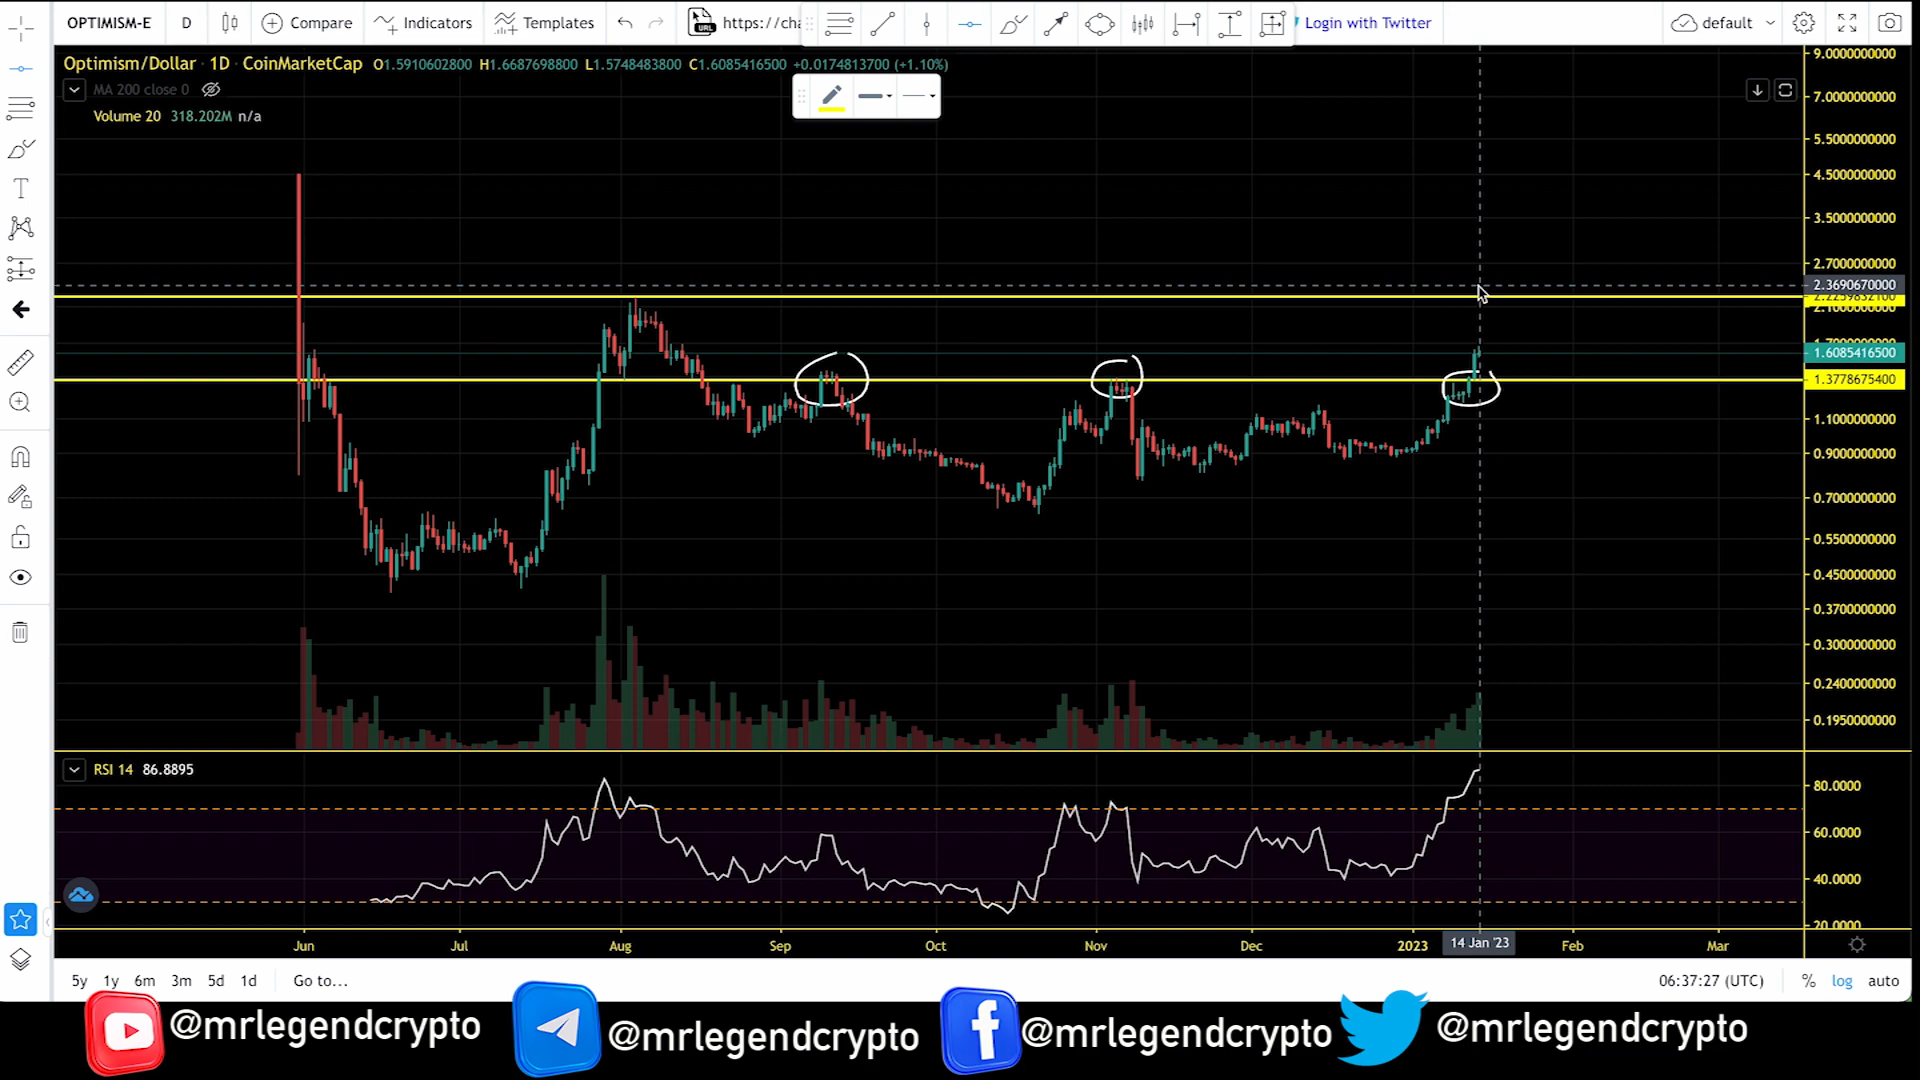 OPTIMISM-E D Compare Indicators Templates https://cha Login with Twitter default
Optimism/Dollar · 1D · CoinMarketCap O1.5910602800 H1.6687698800 L1.5748483800 C1.6085416500 +0.0174813700 (+1.10%)
MA 200 close 0
Volume 20 318.202M n/a
9.0000000000
7.0000000000
5.5000000000
4.5000000000
3.5000000000
2.7000000000
2.3690670000
2.1000000000
1.6085416500
1.3778675400
1.1000000000
0.9000000000
0.7000000000
0.5500000000
0.4500000000
0.3700000000
0.3000000000
0.2400000000
0.1950000000
RSI 14 86.8895
80.0000
60.0000
40.0000
20.0000
Jun Jul Aug Sep Oct Nov Dec 2023 14 Jan '23 Feb Mar
5y 1y 6m 3m 5d 1d Go to... 06:37:27 (UTC) % log auto
@mrlegendcrypto @mrlegendcrypto @mrlegendcrypto @mrlegendcrypto